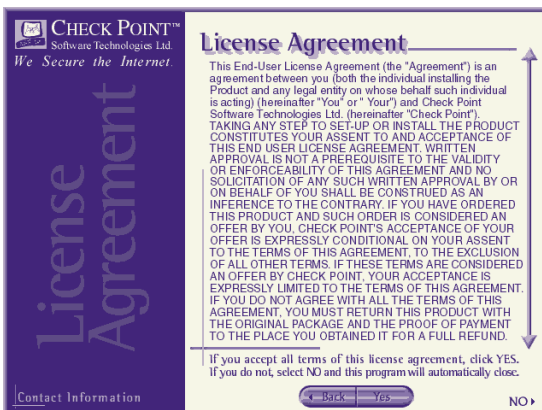 CHECK POINT™
Software Technologies Ltd.
We Secure the Internet.
License Agreement
Contact Information
License Agreement
This End-User License Agreement (the "Agreement") is an
agreement between you (both the individual installing the
Product and any legal entity on whose behalf such individual
is acting) (hereinafter "You" or " Your") and Check Point
Software Technologies Ltd. (hereinafter "Check Point").
TAKING ANY STEP TO SET-UP OR INSTALL THE PRODUCT
CONSTITUTES YOUR ASSENT TO AND ACCEPTANCE OF
THIS END USER LICENSE AGREEMENT. WRITTEN
APPROVAL IS NOT A PREREQUISITE TO THE VALIDITY
OR ENFORCEABILITY OF THIS AGREEMENT AND NO
SOLICITATION OF ANY SUCH WRITTEN APPROVAL BY OR
ON BEHALF OF YOU SHALL BE CONSTRUED AS AN
INFERENCE TO THE CONTRARY. IF YOU HAVE ORDERED
THIS PRODUCT AND SUCH ORDER IS CONSIDERED AN
OFFER BY YOU, CHECK POINT'S ACCEPTANCE OF YOUR
OFFER IS EXPRESSLY CONDITIONAL ON YOUR ASSENT
TO THE TERMS OF THIS AGREEMENT, TO THE EXCLUSION
OF ALL OTHER TERMS. IF THESE TERMS ARE CONSIDERED
AN OFFER BY CHECK POINT, YOUR ACCEPTANCE IS
EXPRESSLY LIMITED TO THE TERMS OF THIS AGREEMENT.
IF YOU DO NOT AGREE WITH ALL THE TERMS OF THIS
AGREEMENT, YOU MUST RETURN THIS PRODUCT WITH
THE ORIGINAL PACKAGE AND THE PROOF OF PAYMENT
TO THE PLACE YOU OBTAINED IT FOR A FULL REFUND.
If you accept all terms of this license agreement, click YES.
If you do not, select NO and this program will automatically close.
Back Yes
NO